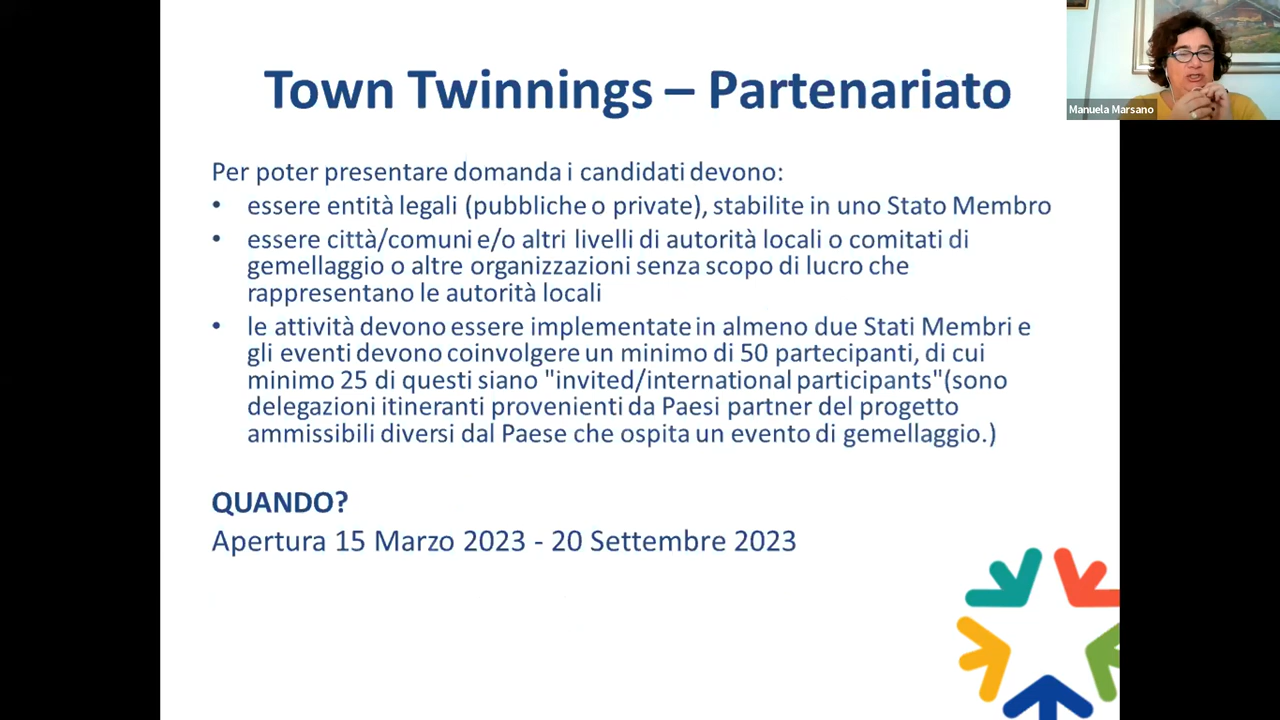 Town Twinnings – Partenariato
Manuela Marsano
Per poter presentare domanda i candidati devono:
• essere entità legali (pubbliche o private), stabilite in uno Stato Membro
• essere città/comuni e/o altri livelli di autorità locali o comitati di
gemellaggio o altre organizzazioni senza scopo di lucro che
rappresentano le autorità locali
• le attività devono essere implementate in almeno due Stati Membri e
gli eventi devono coinvolgere un minimo di 50 partecipanti, di cui
minimo 25 di questi siano "invited/international participants"(sono
delegazioni itineranti provenienti da Paesi partner del progetto
ammissibili diversi dal Paese che ospita un evento di gemellaggio.)
QUANDO?
Apertura 15 Marzo 2023 - 20 Settembre 2023